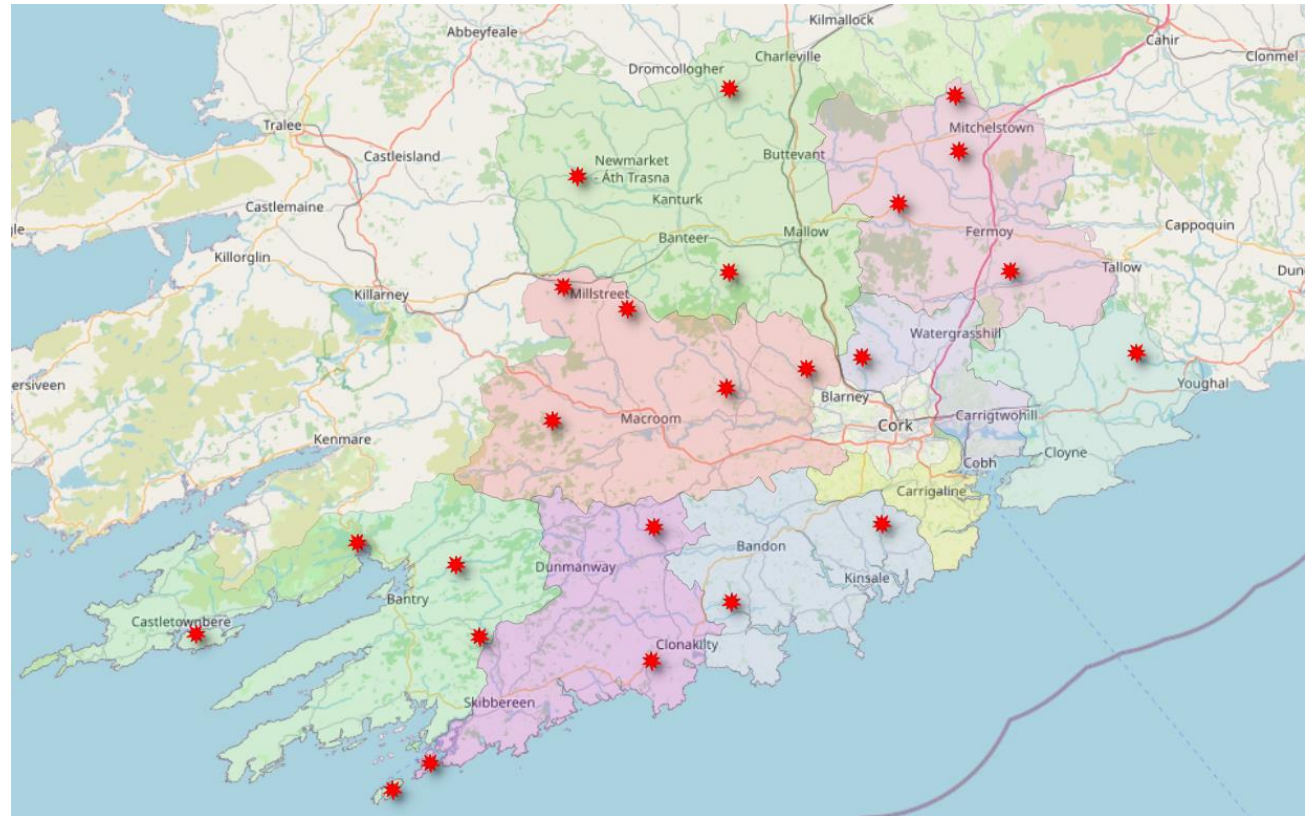 Kilmallock
Abbeyfeale
Cahir
Charleville
Clonmel
Dromcollogher
Tralee
Mitchelstown
Castleisland
Buttevant
Newmarket
- Áth Trasna
Kanturk
Castlemaine
Cappoquin
Fermoy
Mallow
Banteer
Killorglin
Tallow
Killarney
Millstreet
Watergrasshill
Youghal
Blarney
Carrigtwohill
Macroom
Cork
Kenmare
Cloyne
Cobh
Carrigaline
Bandon
Dunmanway
Kinsale
Bantry
Castletownbere
Clonakilty
Skibbereen